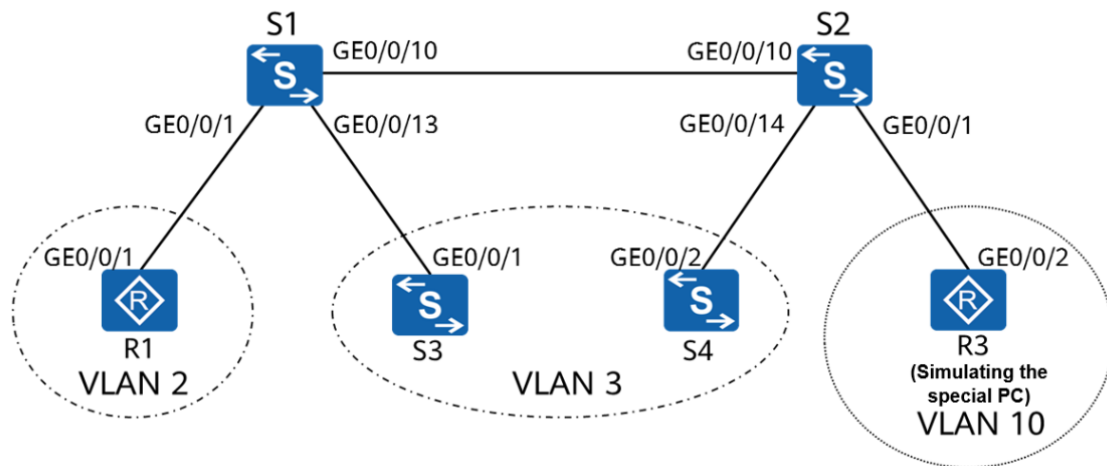 S1
S2
GE0/0/10
GE0/0/10
S
S
GE0/0/1
GE0/0/13
GE0/0/14
GE0/0/1
GE0/0/1
GE0/0/1
GE0/0/2
GE0/0/2
R
S
S
R
R1
S3
S4
R3
VLAN 2
VLAN 3
(Simulating the
special PC)
VLAN 10